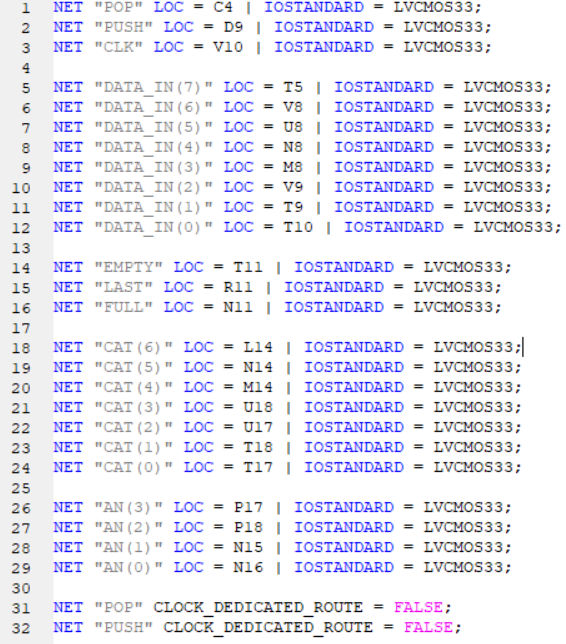 1 NET "POP" LOC = C4 | IOSTANDARD = LVCMOS33;
2 NET "PUSH" LOC = D9 | IOSTANDARD = LVCMOS33;
3 NET "CLK" LOC = V10 | IOSTANDARD = LVCMOS33;
4
5 NET "DATA_IN(7)" LOC = T5 | IOSTANDARD = LVCMOS33;
6 NET "DATA_IN(6)" LOC = V8 | IOSTANDARD = LVCMOS33;
7 NET "DATA_IN(5)" LOC = U8 | IOSTANDARD = LVCMOS33;
8 NET "DATA_IN(4)" LOC = N8 | IOSTANDARD = LVCMOS33;
9 NET "DATA_IN(3)" LOC = M8 | IOSTANDARD = LVCMOS33;
10 NET "DATA_IN(2)" LOC = V9 | IOSTANDARD = LVCMOS33;
11 NET "DATA_IN(1)" LOC = T9 | IOSTANDARD = LVCMOS33;
12 NET "DATA_IN(0)" LOC = T10 | IOSTANDARD = LVCMOS33;
13
14 NET "EMPTY" LOC = T11 | IOSTANDARD = LVCMOS33;
15 NET "LAST" LOC = R11 | IOSTANDARD = LVCMOS33;
16 NET "FULL" LOC = N11 | IOSTANDARD = LVCMOS33;
17
18 NET "CAT(6)" LOC = L14 | IOSTANDARD = LVCMOS33;
19 NET "CAT(5)" LOC = N14 | IOSTANDARD = LVCMOS33;
20 NET "CAT(4)" LOC = M14 | IOSTANDARD = LVCMOS33;
21 NET "CAT(3)" LOC = U18 | IOSTANDARD = LVCMOS33;
22 NET "CAT(2)" LOC = U17 | IOSTANDARD = LVCMOS33;
23 NET "CAT(1)" LOC = T18 | IOSTANDARD = LVCMOS33;
24 NET "CAT(0)" LOC = T17 | IOSTANDARD = LVCMOS33;
25
26 NET "AN(3)" LOC = P17 | IOSTANDARD = LVCMOS33;
27 NET "AN(2)" LOC = P18 | IOSTANDARD = LVCMOS33;
28 NET "AN(1)" LOC = N15 | IOSTANDARD = LVCMOS33;
29 NET "AN(0)" LOC = N16 | IOSTANDARD = LVCMOS33;
30
31 NET "POP" CLOCK_DEDICATED_ROUTE = FALSE;
32 NET "PUSH" CLOCK_DEDICATED_ROUTE = FALSE;